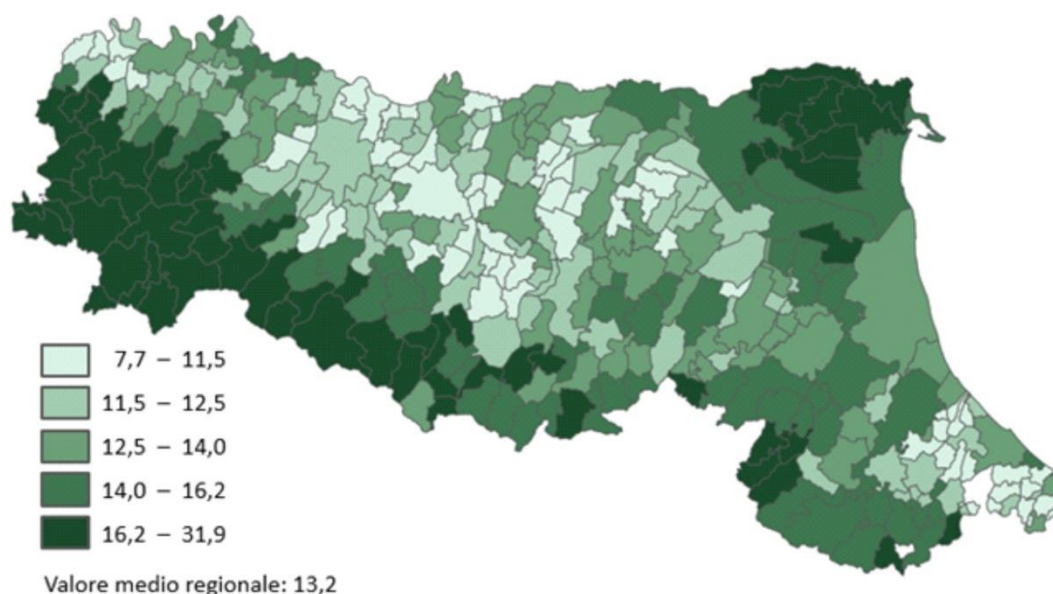 7,7 – 11,5
11,5 – 12,5
12,5 – 14,0
14,0 – 16,2
16,2 – 31,9
Valore medio regionale: 13,2